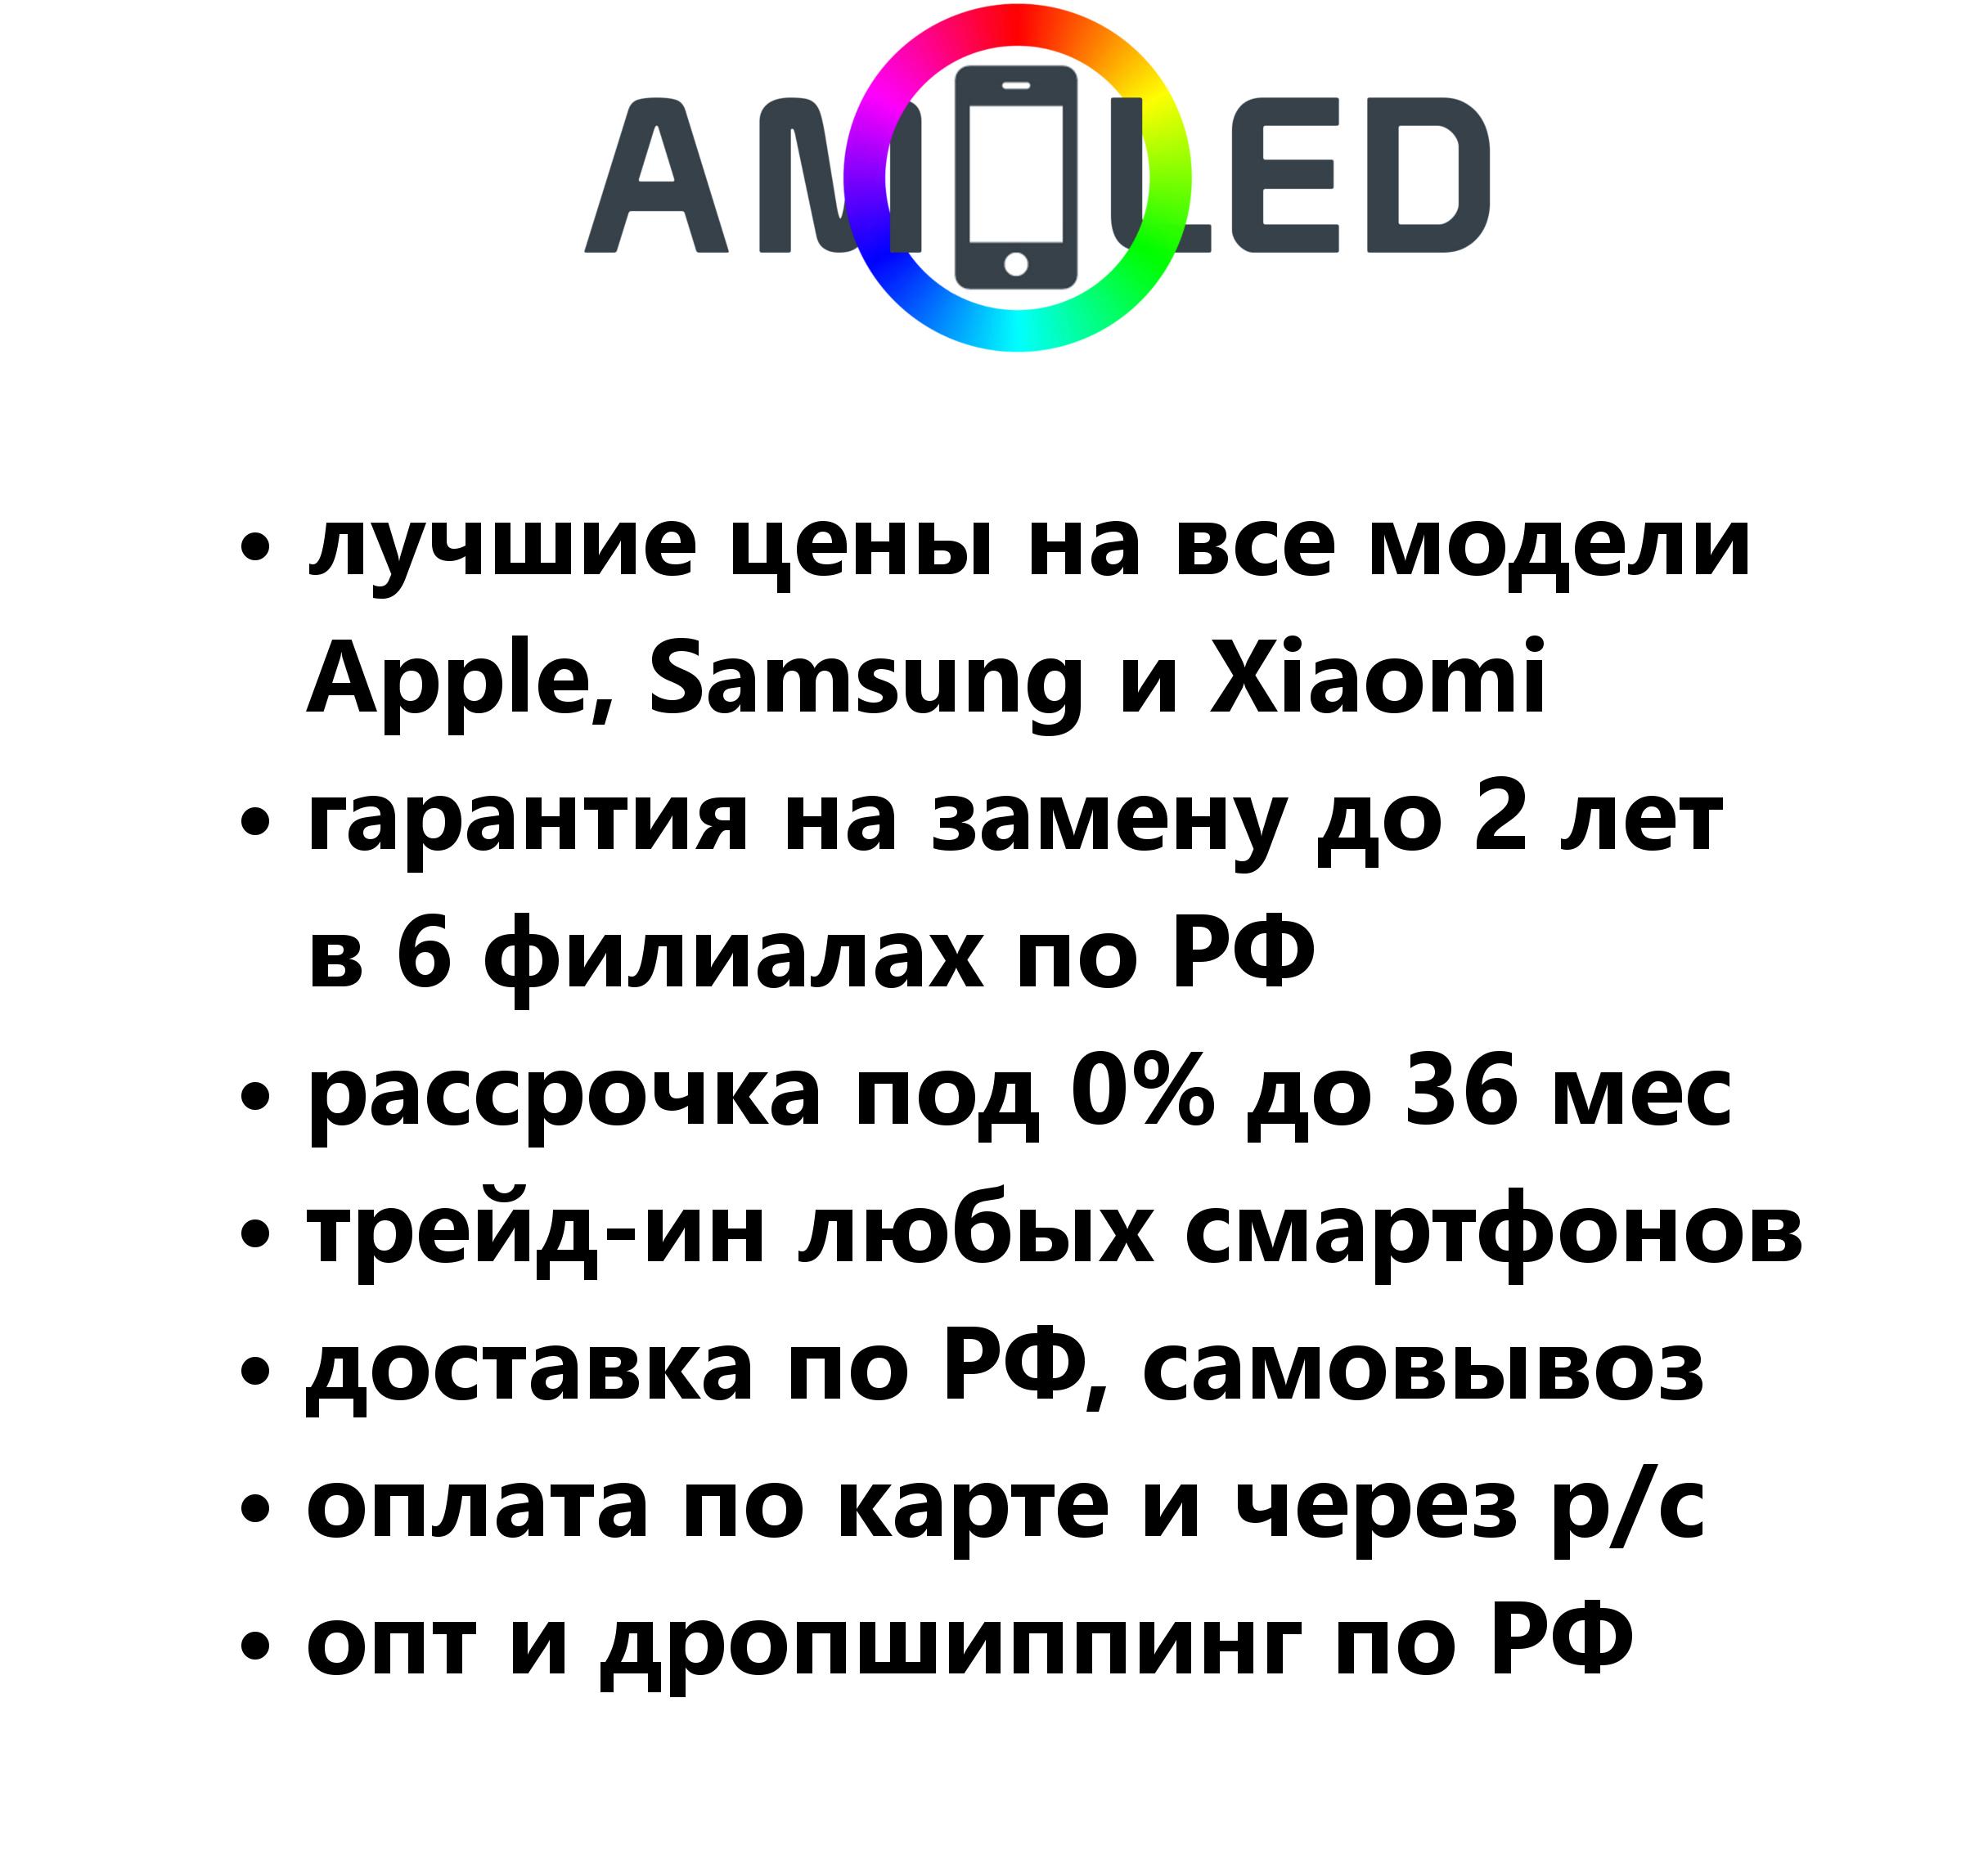 AMOLED
• лучшие цены на все модели
Apple, Samsung и Xiaomi
• гарантия на замену до 2 лет
в 6 филиалах по РФ
• рассрочка под 0% до 36 мес
• трейд-ин любых смартфонов
• доставка по РФ, самовывоз
• оплата по карте и через р/с
• опт и дропшиппинг по РФ